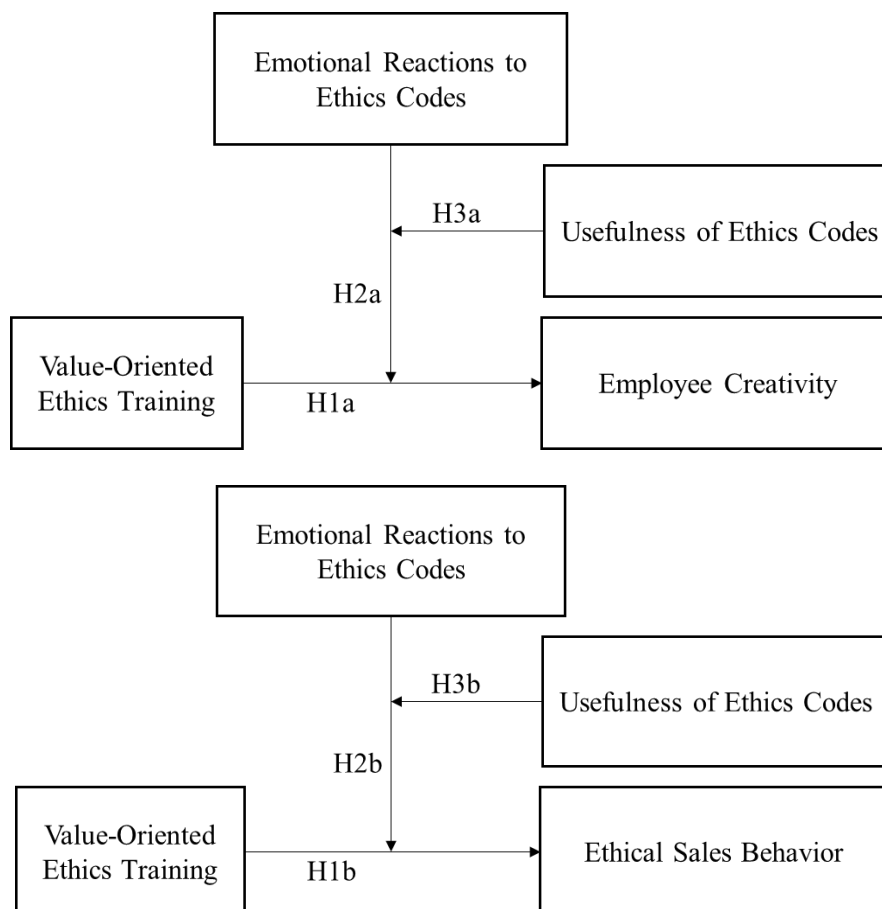 Emotional Reactions to
Ethics Codes
H3a
Usefulness of Ethics Codes
H2a
Value-Oriented
Ethics Training
H1a
Employee Creativity
Emotional Reactions to
Ethics Codes
H3b
Usefulness of Ethics Codes
H2b
Value-Oriented
Ethics Training
H1b
Ethical Sales Behavior